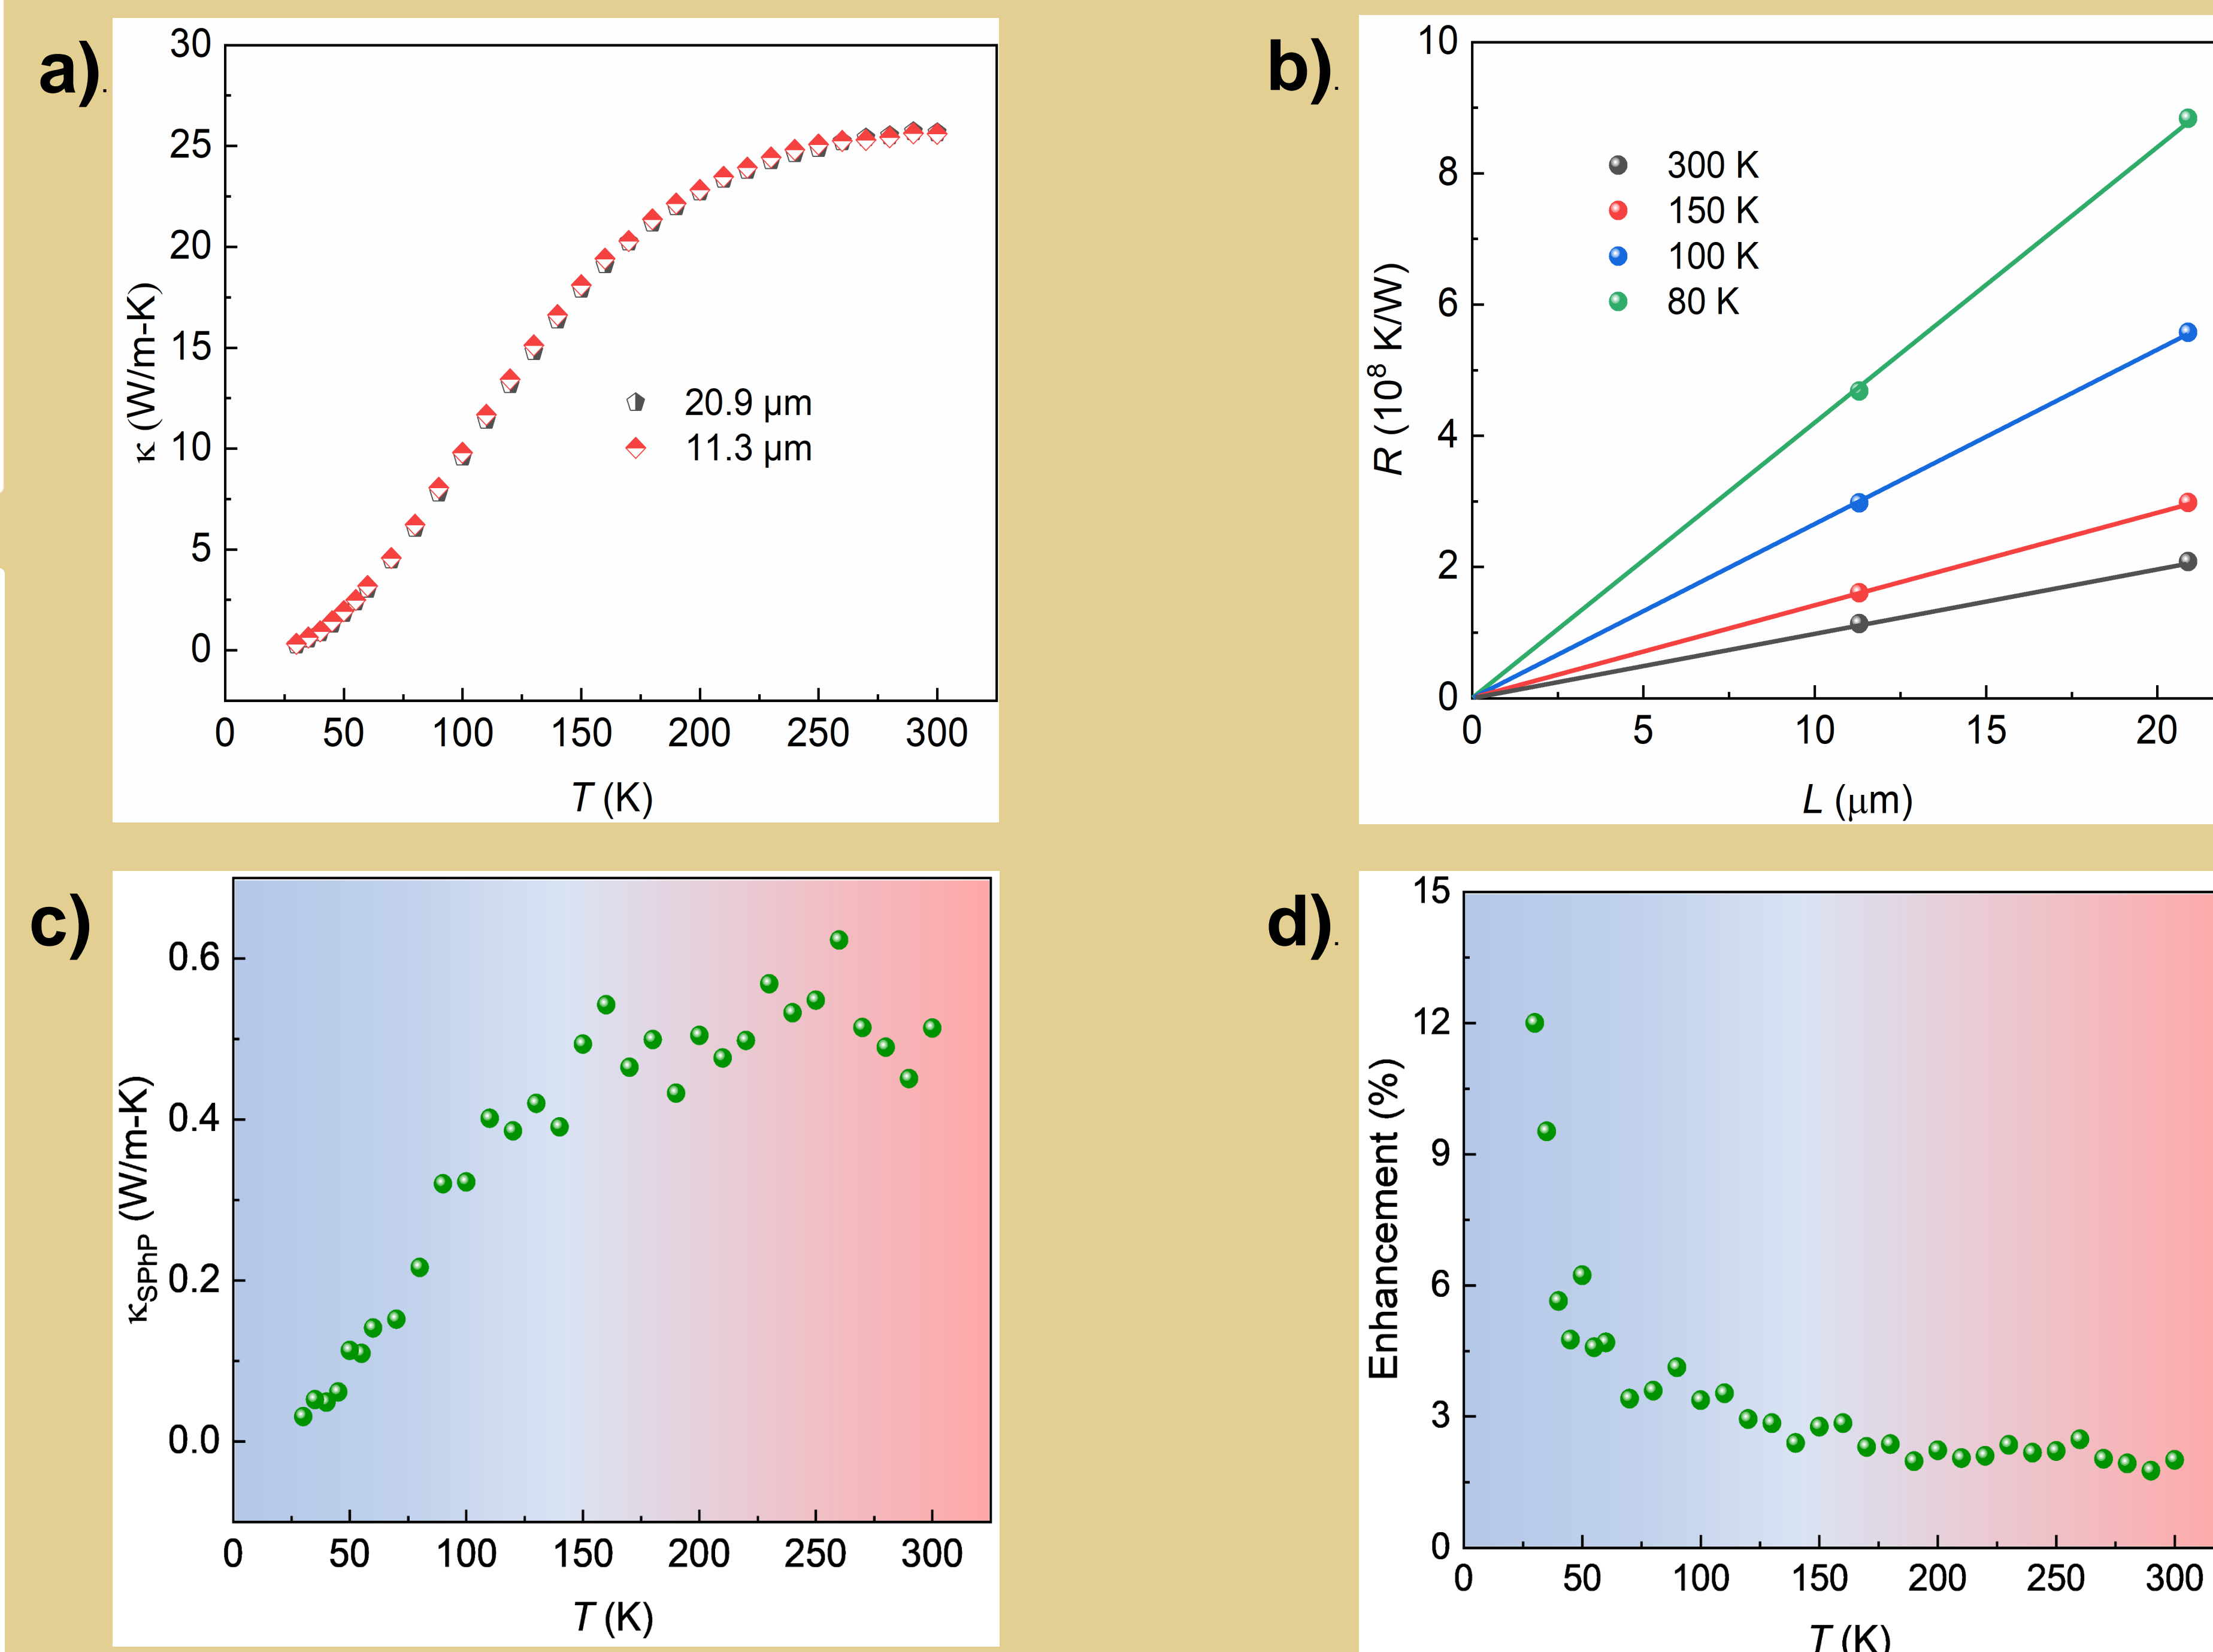 a).
30
25
20
15
10
5
0
κ (W/m-K)
20.9 µm
11.3 µm
0 50 100 150 200 250 300
T (K)
b).
10
8
6
4
2
0
R (10⁸ K/W)
300 K
150 K
100 K
80 K
0 5 10 15 20
L (μm)
c)
0.6
0.4
0.2
0.0
κSPhP (W/m-K)
0 50 100 150 200 250 300
T (K)
d).
15
12
9
6
3
0
Enhancement (%)
0 50 100 150 200 250 300
T (K)